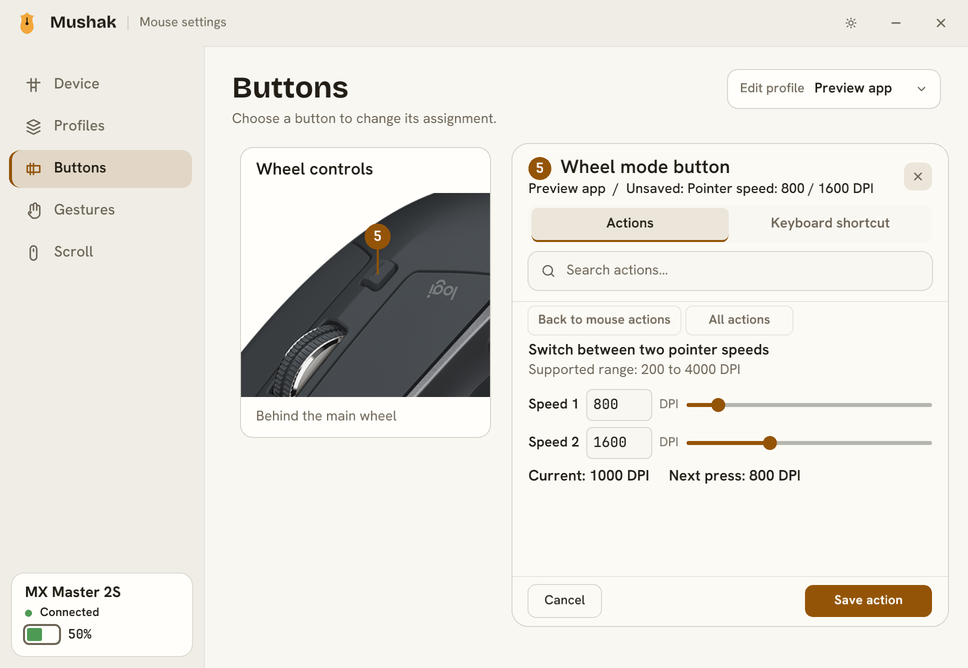 Mushak
Mouse settings
Device
Profiles
Buttons
Gestures
Scroll
MX Master 2S
Connected
50%
Buttons
Choose a button to change its assignment.
Edit profile Preview app
Wheel controls
5
logi
Behind the main wheel
5 Wheel mode button
Preview app / Unsaved: Pointer speed: 800 / 1600 DPI
Actions
Keyboard shortcut
Search actions...
Back to mouse actions
All actions
Switch between two pointer speeds
Supported range: 200 to 4000 DPI
Speed 1 800 DPI
Speed 2 1600 DPI
Current: 1000 DPI Next press: 800 DPI
Cancel
Save action